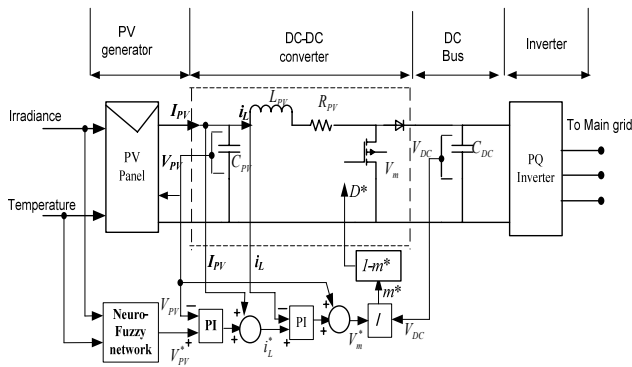 PV
generator
DC-DC
converter
DC
Bus
Inverter
Irradiance
Temperature
PV
Panel
I_PV
i_L
L_PV
R_PV
V_PV
C_PV
V_m
D*
V_DC
C_DC
PQ
Inverter
To Main grid
I_PV
i_L
1-m*
m*
V_DC
/
Neuro-
Fuzzy
network
V_PV
V*_PV
PI
i*_L
PI
V*_m
− + + + − + + +